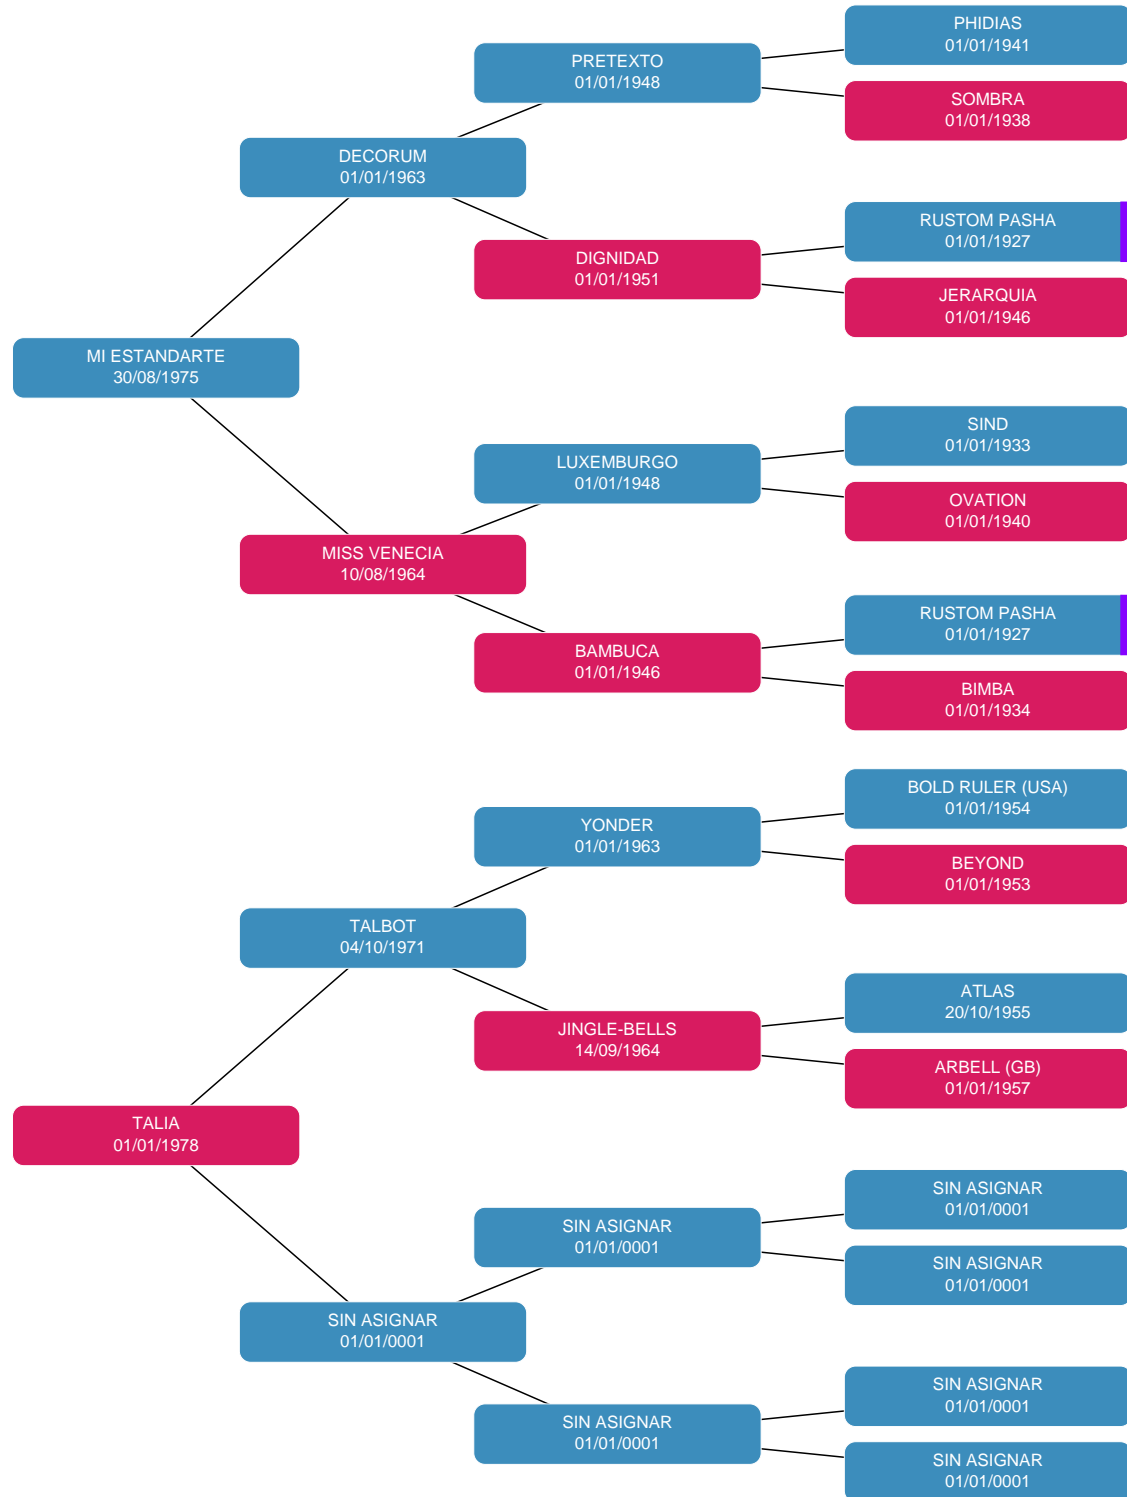 PHIDIAS
01/01/1941
PRETEXTO
01/01/1948
SOMBRA
01/01/1938
DECORUM
01/01/1963
RUSTOM PASHA
01/01/1927
DIGNIDAD
01/01/1951
JERARQUIA
01/01/1946
MI ESTANDARTE
30/08/1975
SIND
01/01/1933
LUXEMBURGO
01/01/1948
OVATION
01/01/1940
MISS VENECIA
10/08/1964
RUSTOM PASHA
01/01/1927
BAMBUCA
01/01/1946
BIMBA
01/01/1934
BOLD RULER (USA)
01/01/1954
YONDER
01/01/1963
BEYOND
01/01/1953
TALBOT
04/10/1971
ATLAS
20/10/1955
JINGLE-BELLS
14/09/1964
ARBELL (GB)
01/01/1957
TALIA
01/01/1978
SIN ASIGNAR
01/01/0001
SIN ASIGNAR
01/01/0001
SIN ASIGNAR
01/01/0001
SIN ASIGNAR
01/01/0001
SIN ASIGNAR
01/01/0001
SIN ASIGNAR
01/01/0001
SIN ASIGNAR
01/01/0001